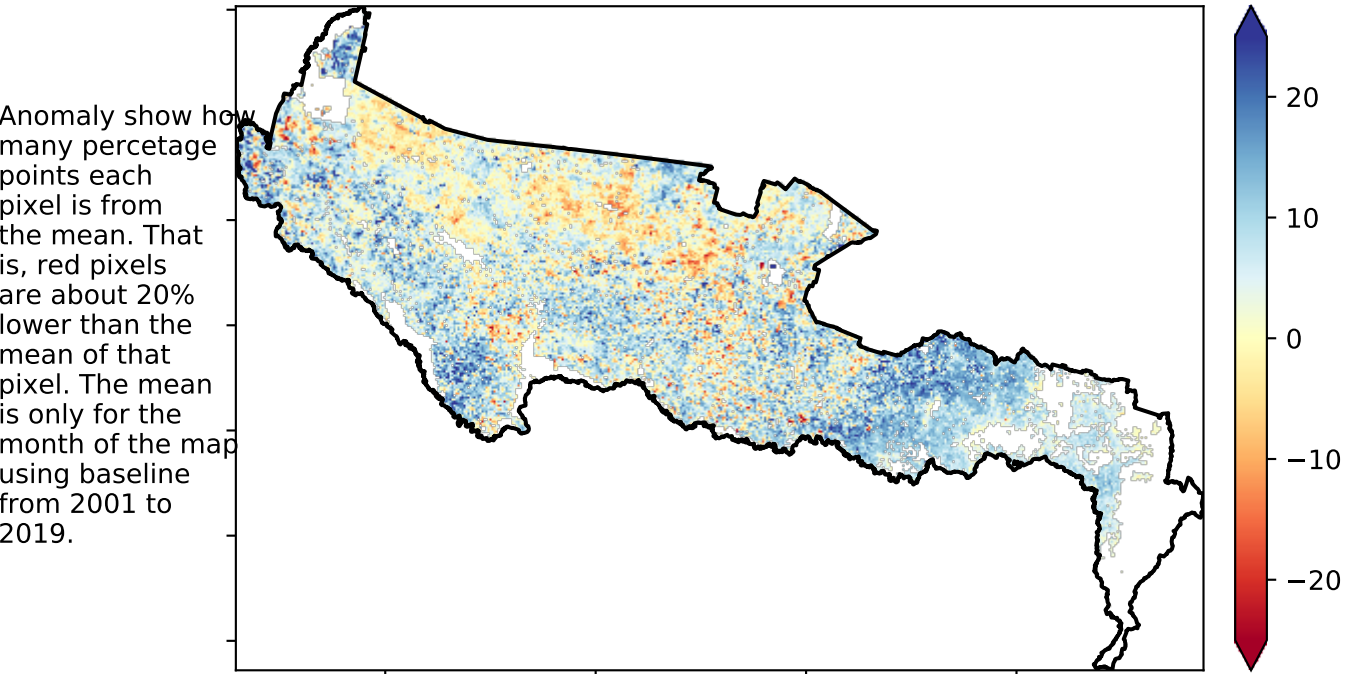 Anomaly show how
many percetage
points each
pixel is from
the mean. That
is, red pixels
are about 20%
lower than the
mean of that
pixel. The mean
is only for the
month of the map
using baseline
from 2001 to
2019.
20
10
0
−10
−20